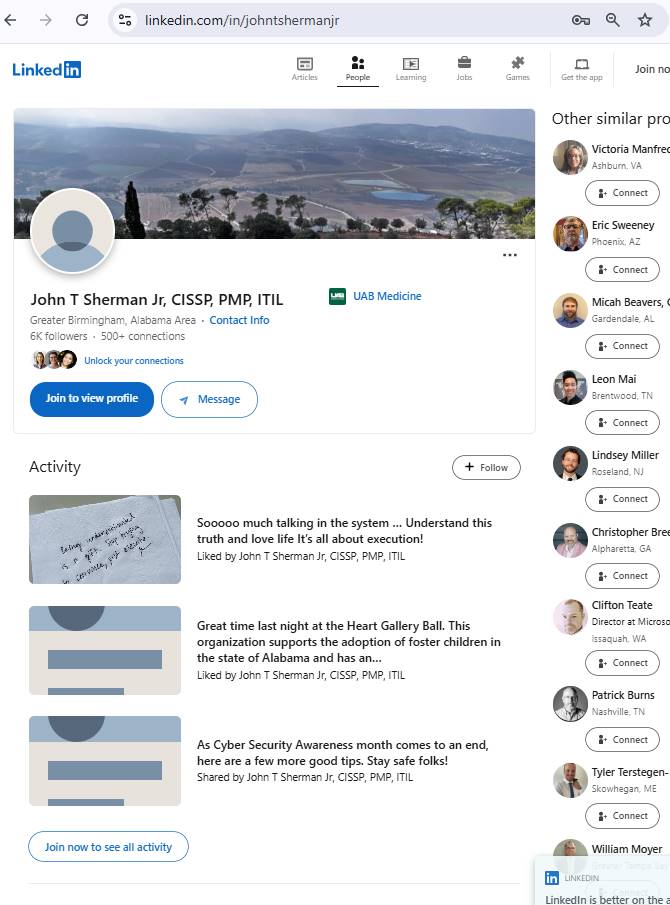 linkedin.com/in/johntshermanjr
Linked in
Articles
People
Learning
Jobs
Games
Get the app
Join no
Other similar pro
John T Sherman Jr, CISSP, PMP, ITIL
UAB Medicine
Greater Birmingham, Alabama Area · Contact Info
6K followers · 500+ connections
Unlock your connections
Join to view profile
Message
Activity
Follow
being underestimated
is a gift. Stop trying
to convince, just execute.
Sooooo much talking in the system ... Understand this
truth and love life It's all about execution!
Liked by John T Sherman Jr, CISSP, PMP, ITIL
Great time last night at the Heart Gallery Ball. This
organization supports the adoption of foster children in
the state of Alabama and has an...
Liked by John T Sherman Jr, CISSP, PMP, ITIL
As Cyber Security Awareness month comes to an end,
here are a few more good tips. Stay safe folks!
Shared by John T Sherman Jr, CISSP, PMP, ITIL
Join now to see all activity
Victoria Manfred
Ashburn, VA
Connect
Eric Sweeney
Phoenix, AZ
Connect
Micah Beavers, C
Gardendale, AL
Connect
Leon Mai
Brentwood, TN
Connect
Lindsey Miller
Roseland, NJ
Connect
Christopher Bree
Alpharetta, GA
Connect
Clifton Teate
Director at Microso
Issaquah, WA
Connect
Patrick Burns
Nashville, TN
Connect
Tyler Terstegen-
Skowhegan, ME
Connect
William Moyer
Greater Tampa Bay
Connect
in LINKEDIN
LinkedIn is better on the a